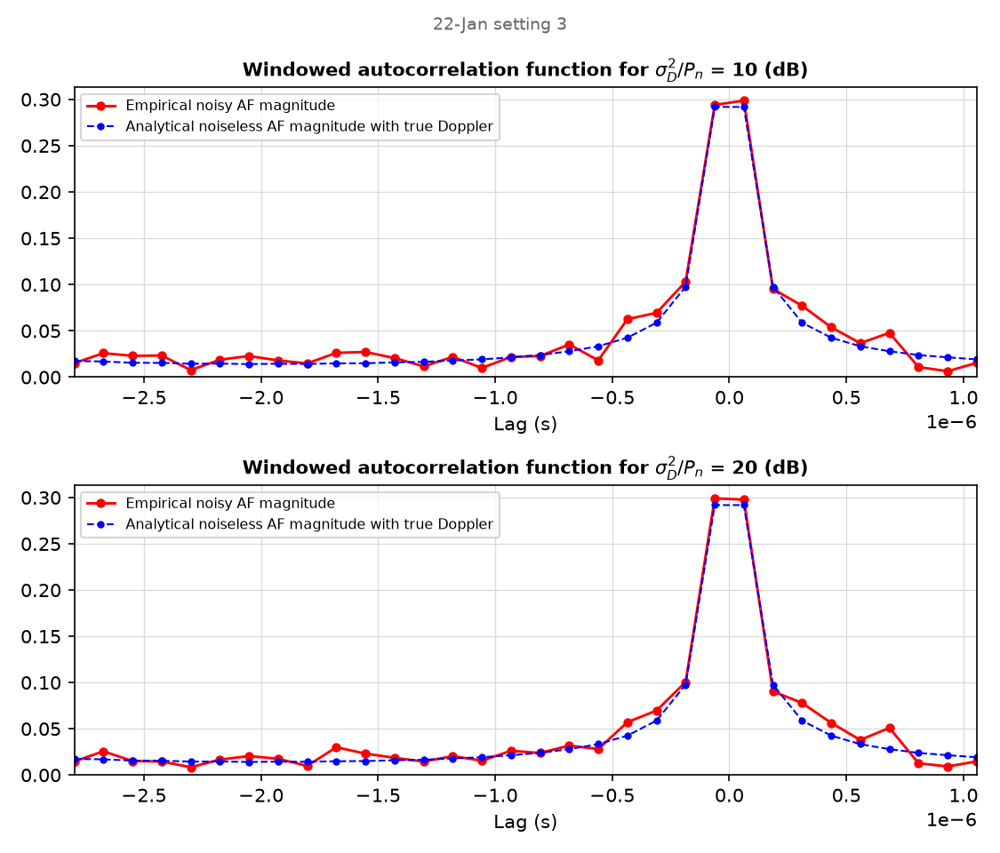 22-Jan setting 3
Windowed autocorrelation function for σ_D^2/P_n = 10 (dB)
Empirical noisy AF magnitude
Analytical noiseless AF magnitude with true Doppler
0.30
0.25
0.20
0.15
0.10
0.05
0.00
−2.5 −2.0 −1.5 −1.0 −0.5 0.0 0.5 1.0
1e−6
Lag (s)
Windowed autocorrelation function for σ_D^2/P_n = 20 (dB)
Empirical noisy AF magnitude
Analytical noiseless AF magnitude with true Doppler
0.30
0.25
0.20
0.15
0.10
0.05
0.00
−2.5 −2.0 −1.5 −1.0 −0.5 0.0 0.5 1.0
1e−6
Lag (s)